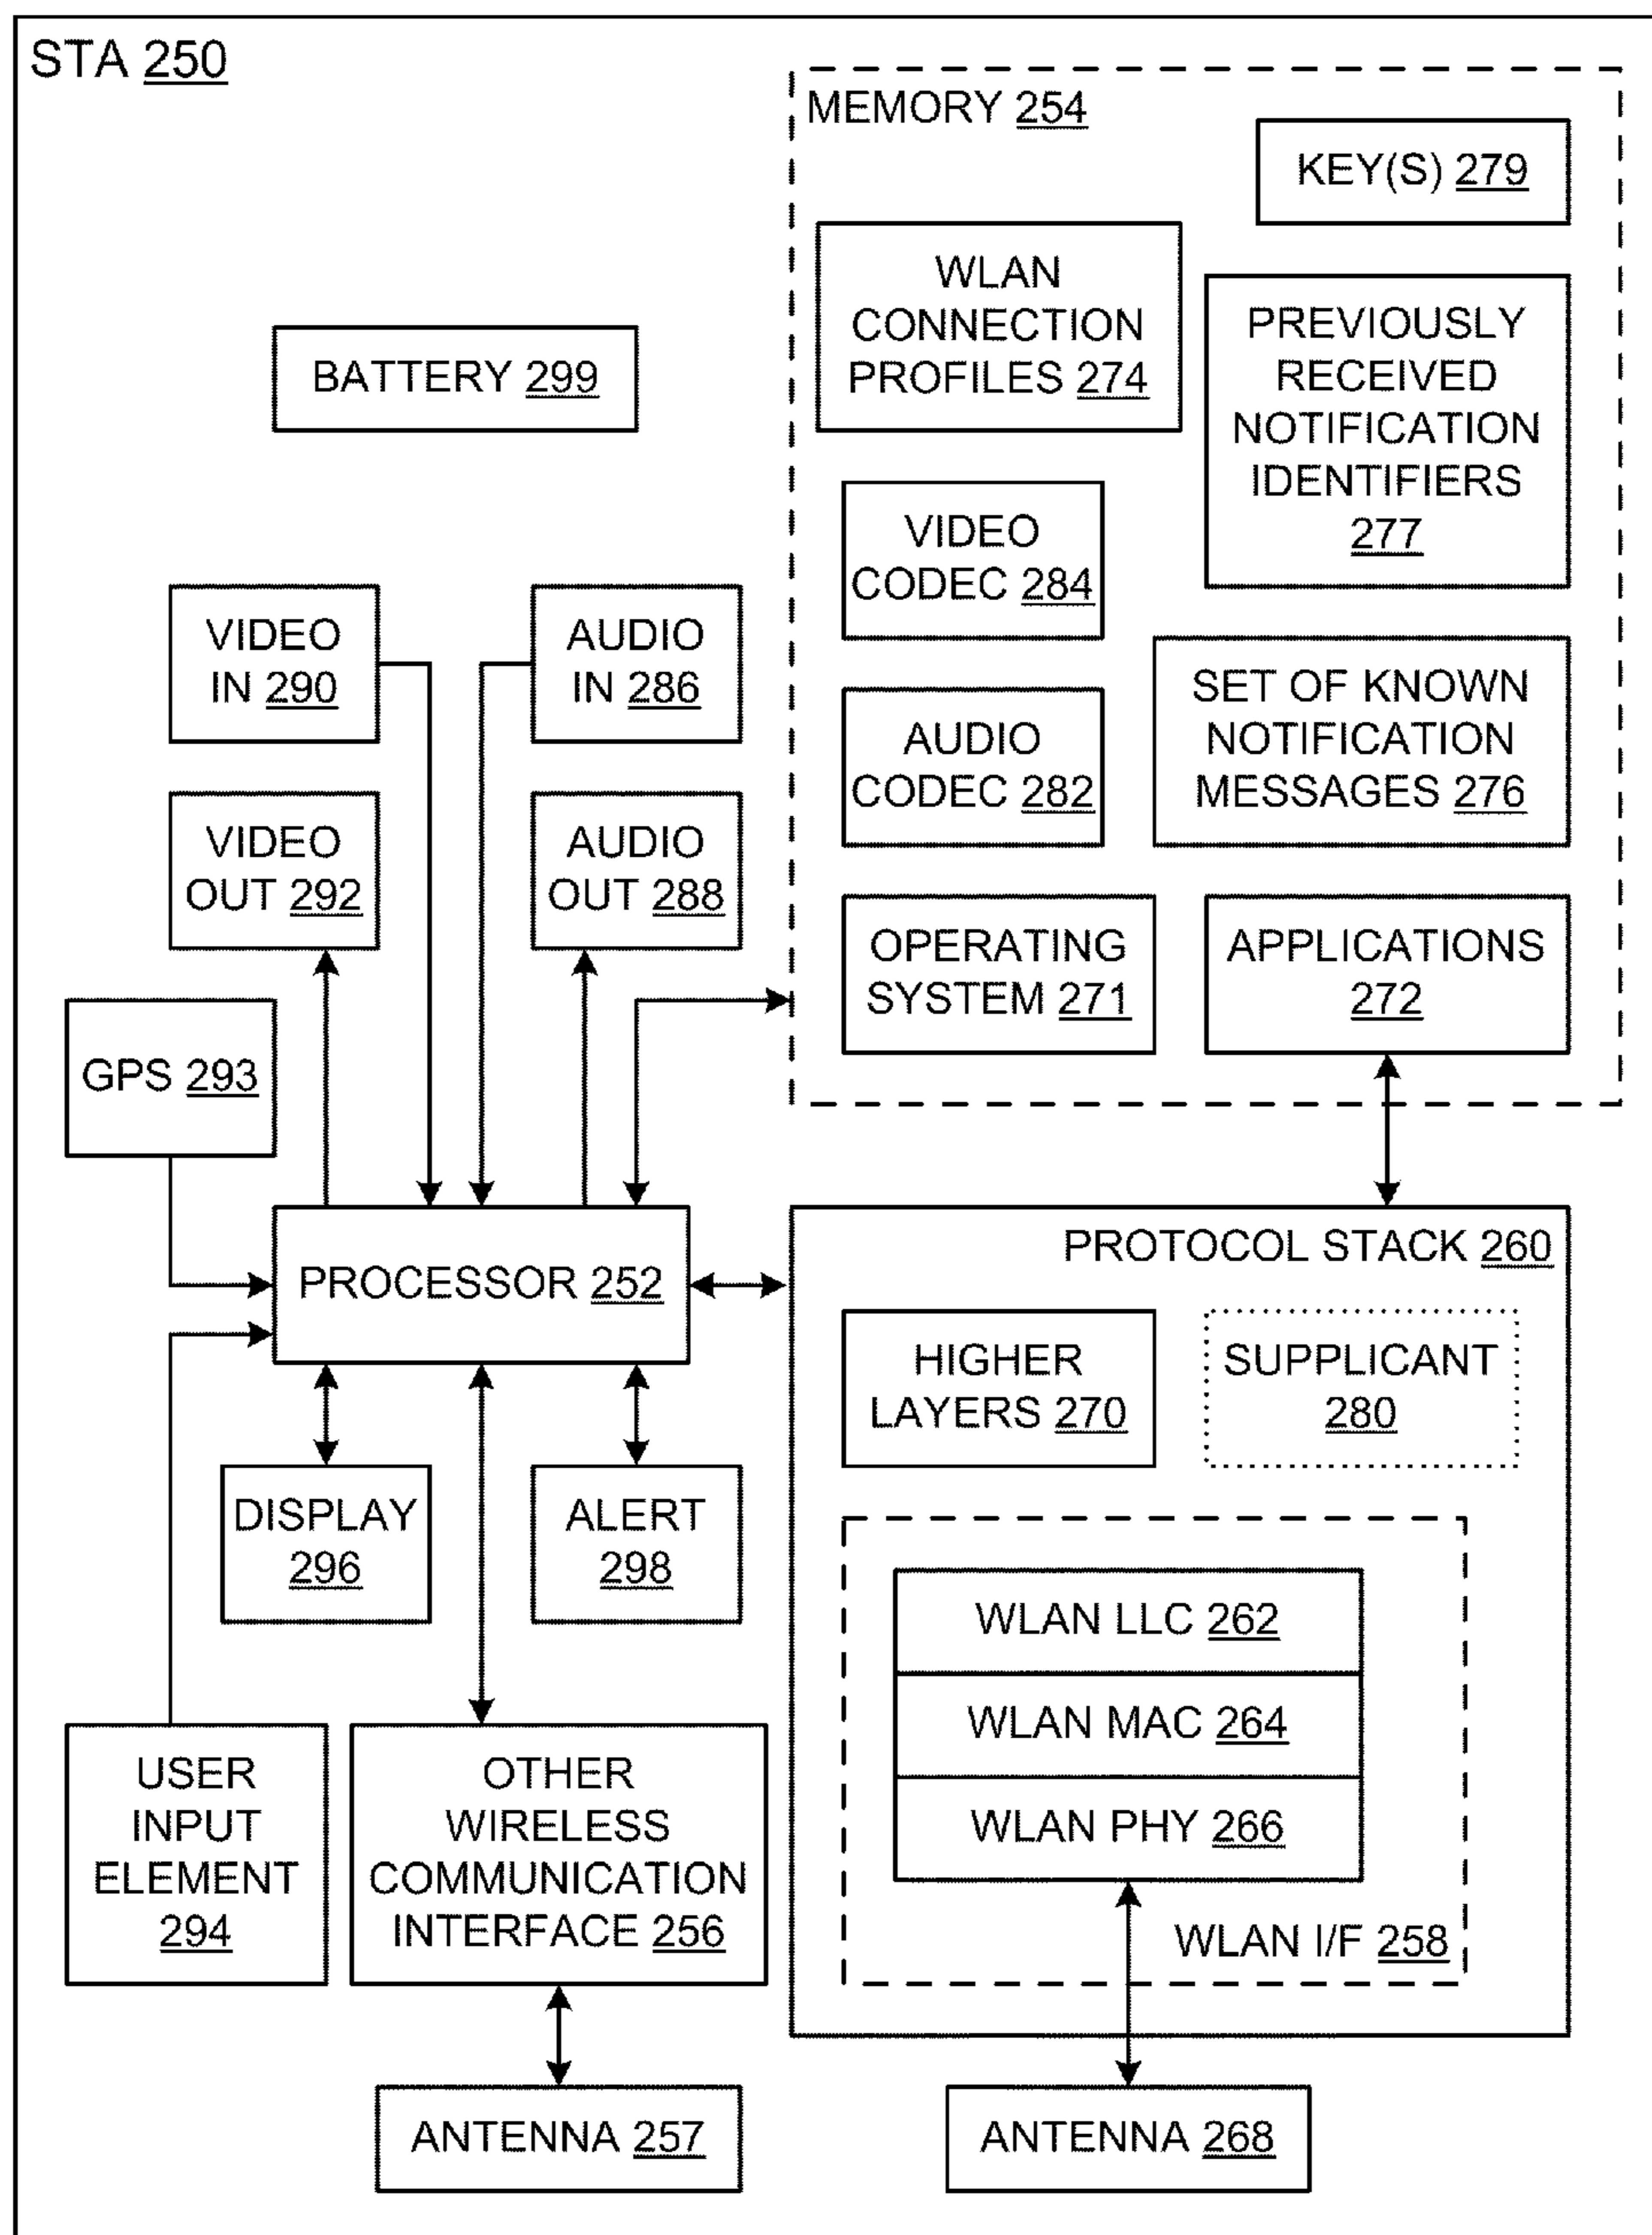 STA 250
MEMORY 254
KEY(S) 279
WLAN
CONNECTION
PROFILES 274
PREVIOUSLY
RECEIVED
NOTIFICATION
IDENTIFIERS
277
BATTERY 299
VIDEO
CODEC 284
VIDEO
IN 290
AUDIO
IN 286
SET OF KNOWN
NOTIFICATION
MESSAGES 276
AUDIO
CODEC 282
VIDEO
OUT 292
AUDIO
OUT 288
OPERATING
SYSTEM 271
APPLICATIONS
272
GPS 293
PROCESSOR 252
PROTOCOL STACK 260
HIGHER
LAYERS 270
SUPPLICANT
280
DISPLAY
296
ALERT
298
WLAN LLC 262
WLAN MAC 264
WLAN PHY 266
WLAN I/F 258
USER
INPUT
ELEMENT
294
OTHER
WIRELESS
COMMUNICATION
INTERFACE 256
ANTENNA 257
ANTENNA 268